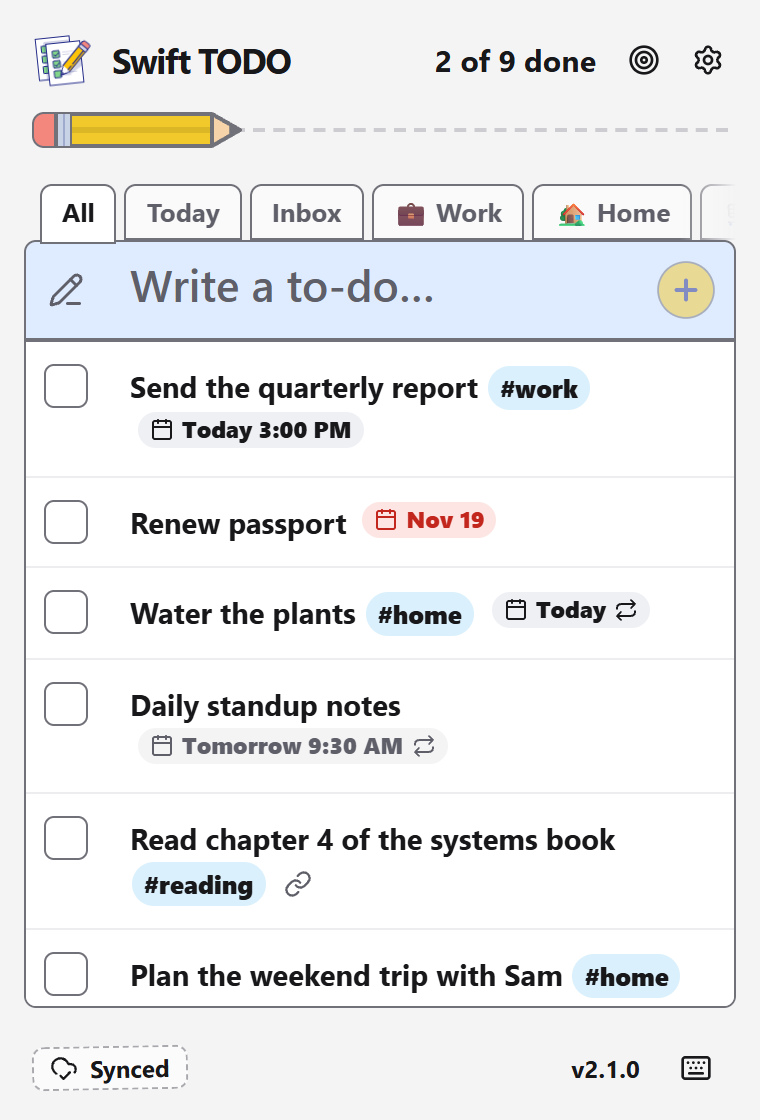 Swift TODO
2 of 9 done
All
Today
Inbox
Work
Home
Write a to-do...
Send the quarterly report #work
Today 3:00 PM
Renew passport Nov 19
Water the plants #home Today
Daily standup notes
Tomorrow 9:30 AM
Read chapter 4 of the systems book
#reading
Plan the weekend trip with Sam #home
Synced
v2.1.0